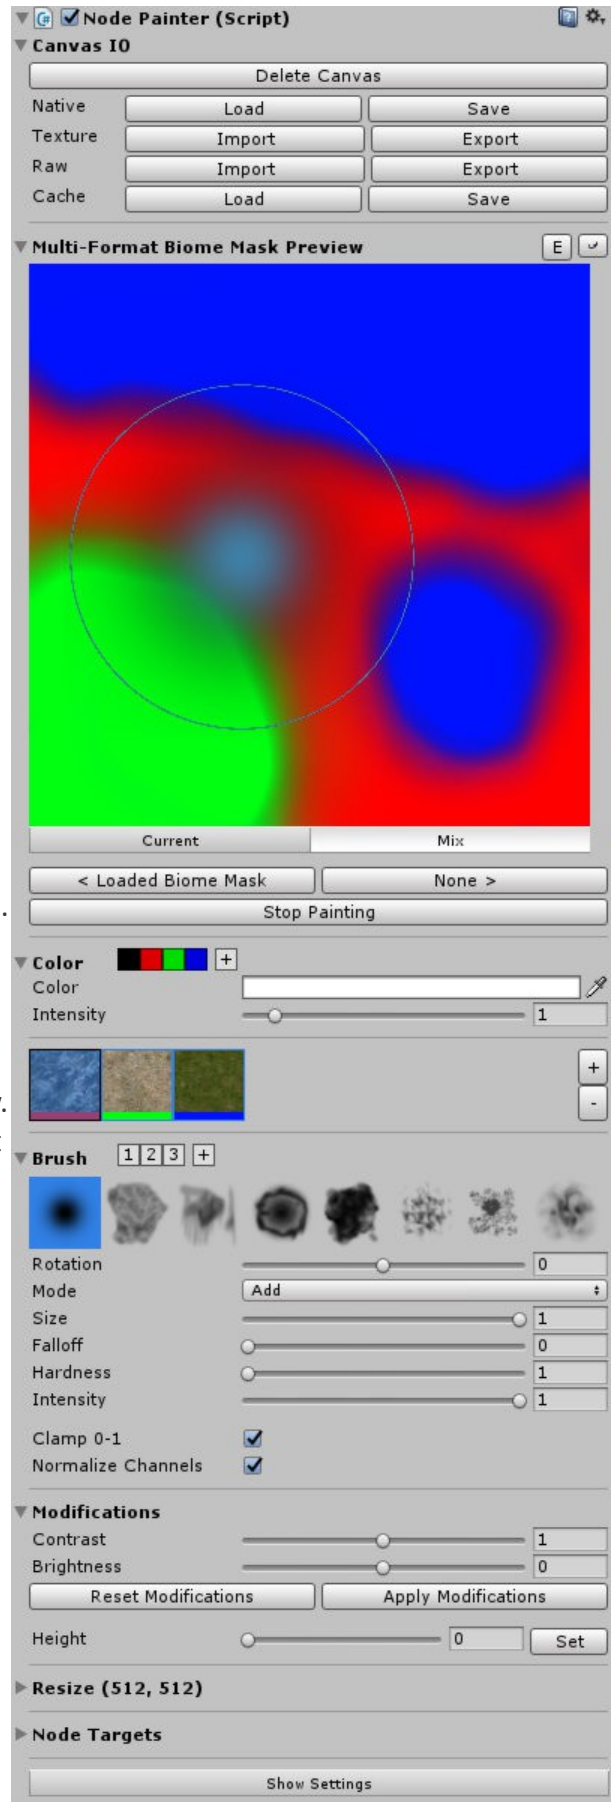 Node Painter (Script)
Canvas IO
Delete Canvas
Native Load Save
Texture Import Export
Raw Import Export
Cache Load Save
Multi-Format Biome Mask Preview E
Current Mix
< Loaded Biome Mask None >
.
Stop Painting
Color +
Color
Intensity 1
+
-
Brush 1 2 3 +
Rotation 0
Mode Add
Size 1
Falloff 0
Hardness 1
Intensity 1
Clamp 0-1
Normalize Channels
Modifications
Contrast 1
Brightness 0
Reset Modifications Apply Modifications
Height 0 Set
Resize (512, 512)
Node Targets
Show Settings